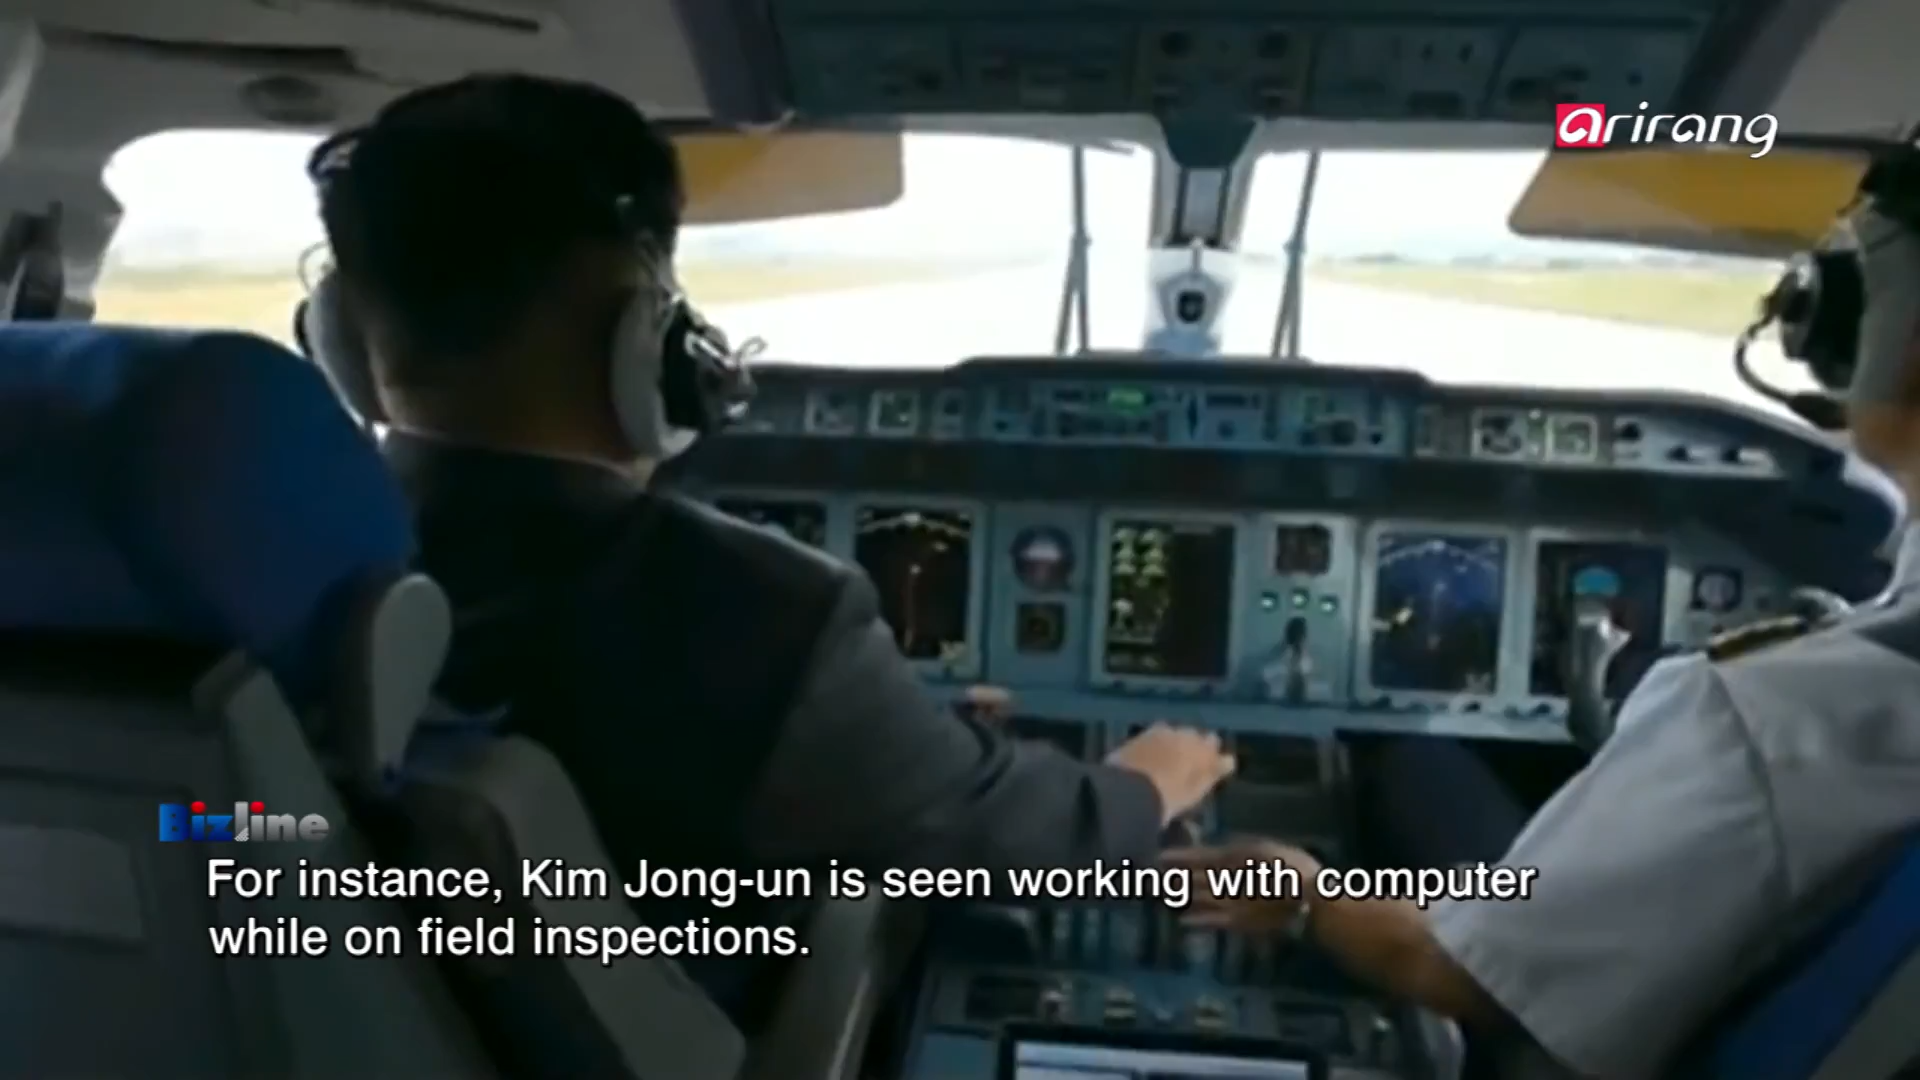 arirang
Bizline
For instance, Kim Jong-un is seen working with computer
while on field inspections.